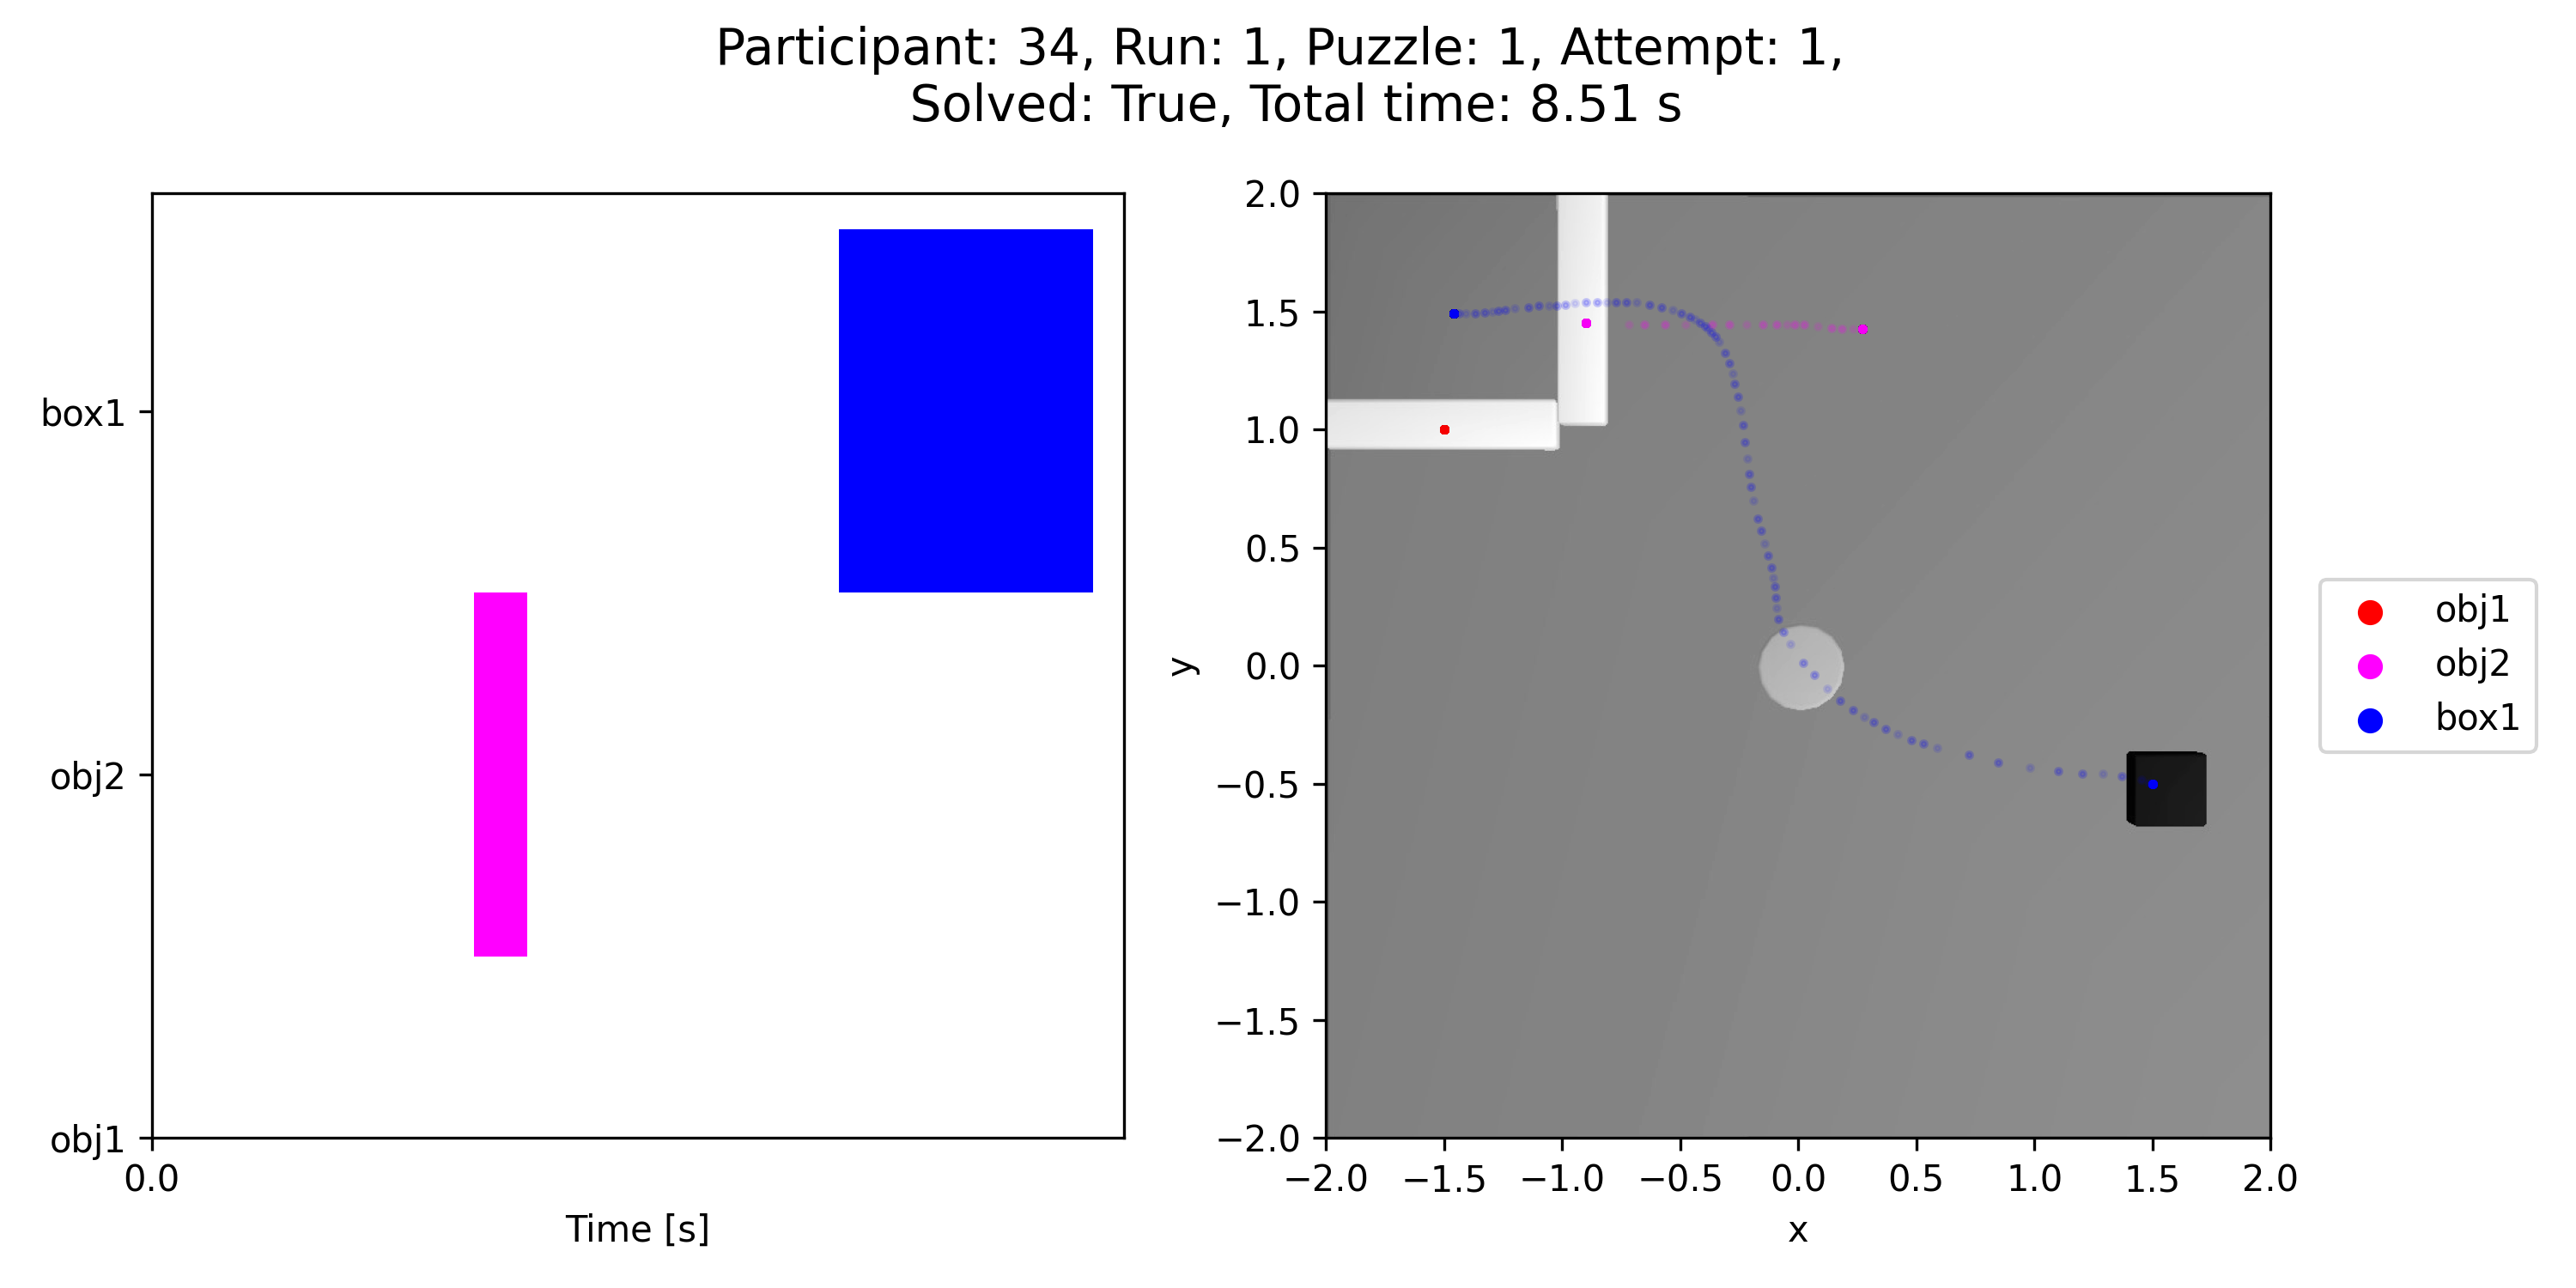 Participant: 34, Run: 1, Puzzle: 1, Attempt: 1,
Solved: True, Total time: 8.51 s
box1
obj2
obj1
0.0
Time [s]
2.0
1.5
1.0
0.5
0.0
−0.5
−1.0
−1.5
−2.0
y
−2.0 −1.5 −1.0 −0.5 0.0 0.5 1.0 1.5 2.0
x
obj1
obj2
box1